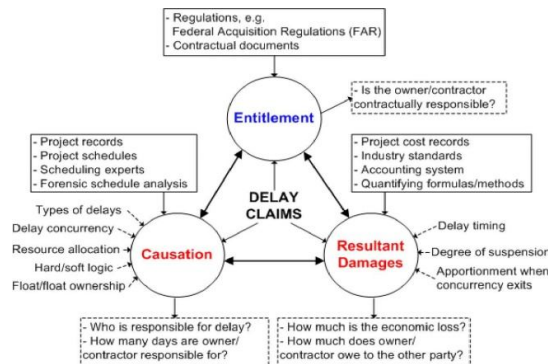 - Regulations, e.g.
Federal Acquisition Regulations (FAR)
- Contractual documents
Entitlement
- Is the owner/contractor
contractually responsible?
- Project records
- Project schedules
- Scheduling experts
- Forensic schedule analysis
- Project cost records
- Industry standards
- Accounting system
- Quantifying formulas/methods
DELAY
CLAIMS
Types of delays
Delay concurrency
Resource allocation
Hard/soft logic
Float/float ownership
Causation
Resultant
Damages
Delay timing
Degree of suspension
Apportionment when
concurrency exits
- Who is responsible for delay?
- How many days are owner/
contractor responsible for?
- How much is the economic loss?
- How much does owner/
contractor owe to the other party?